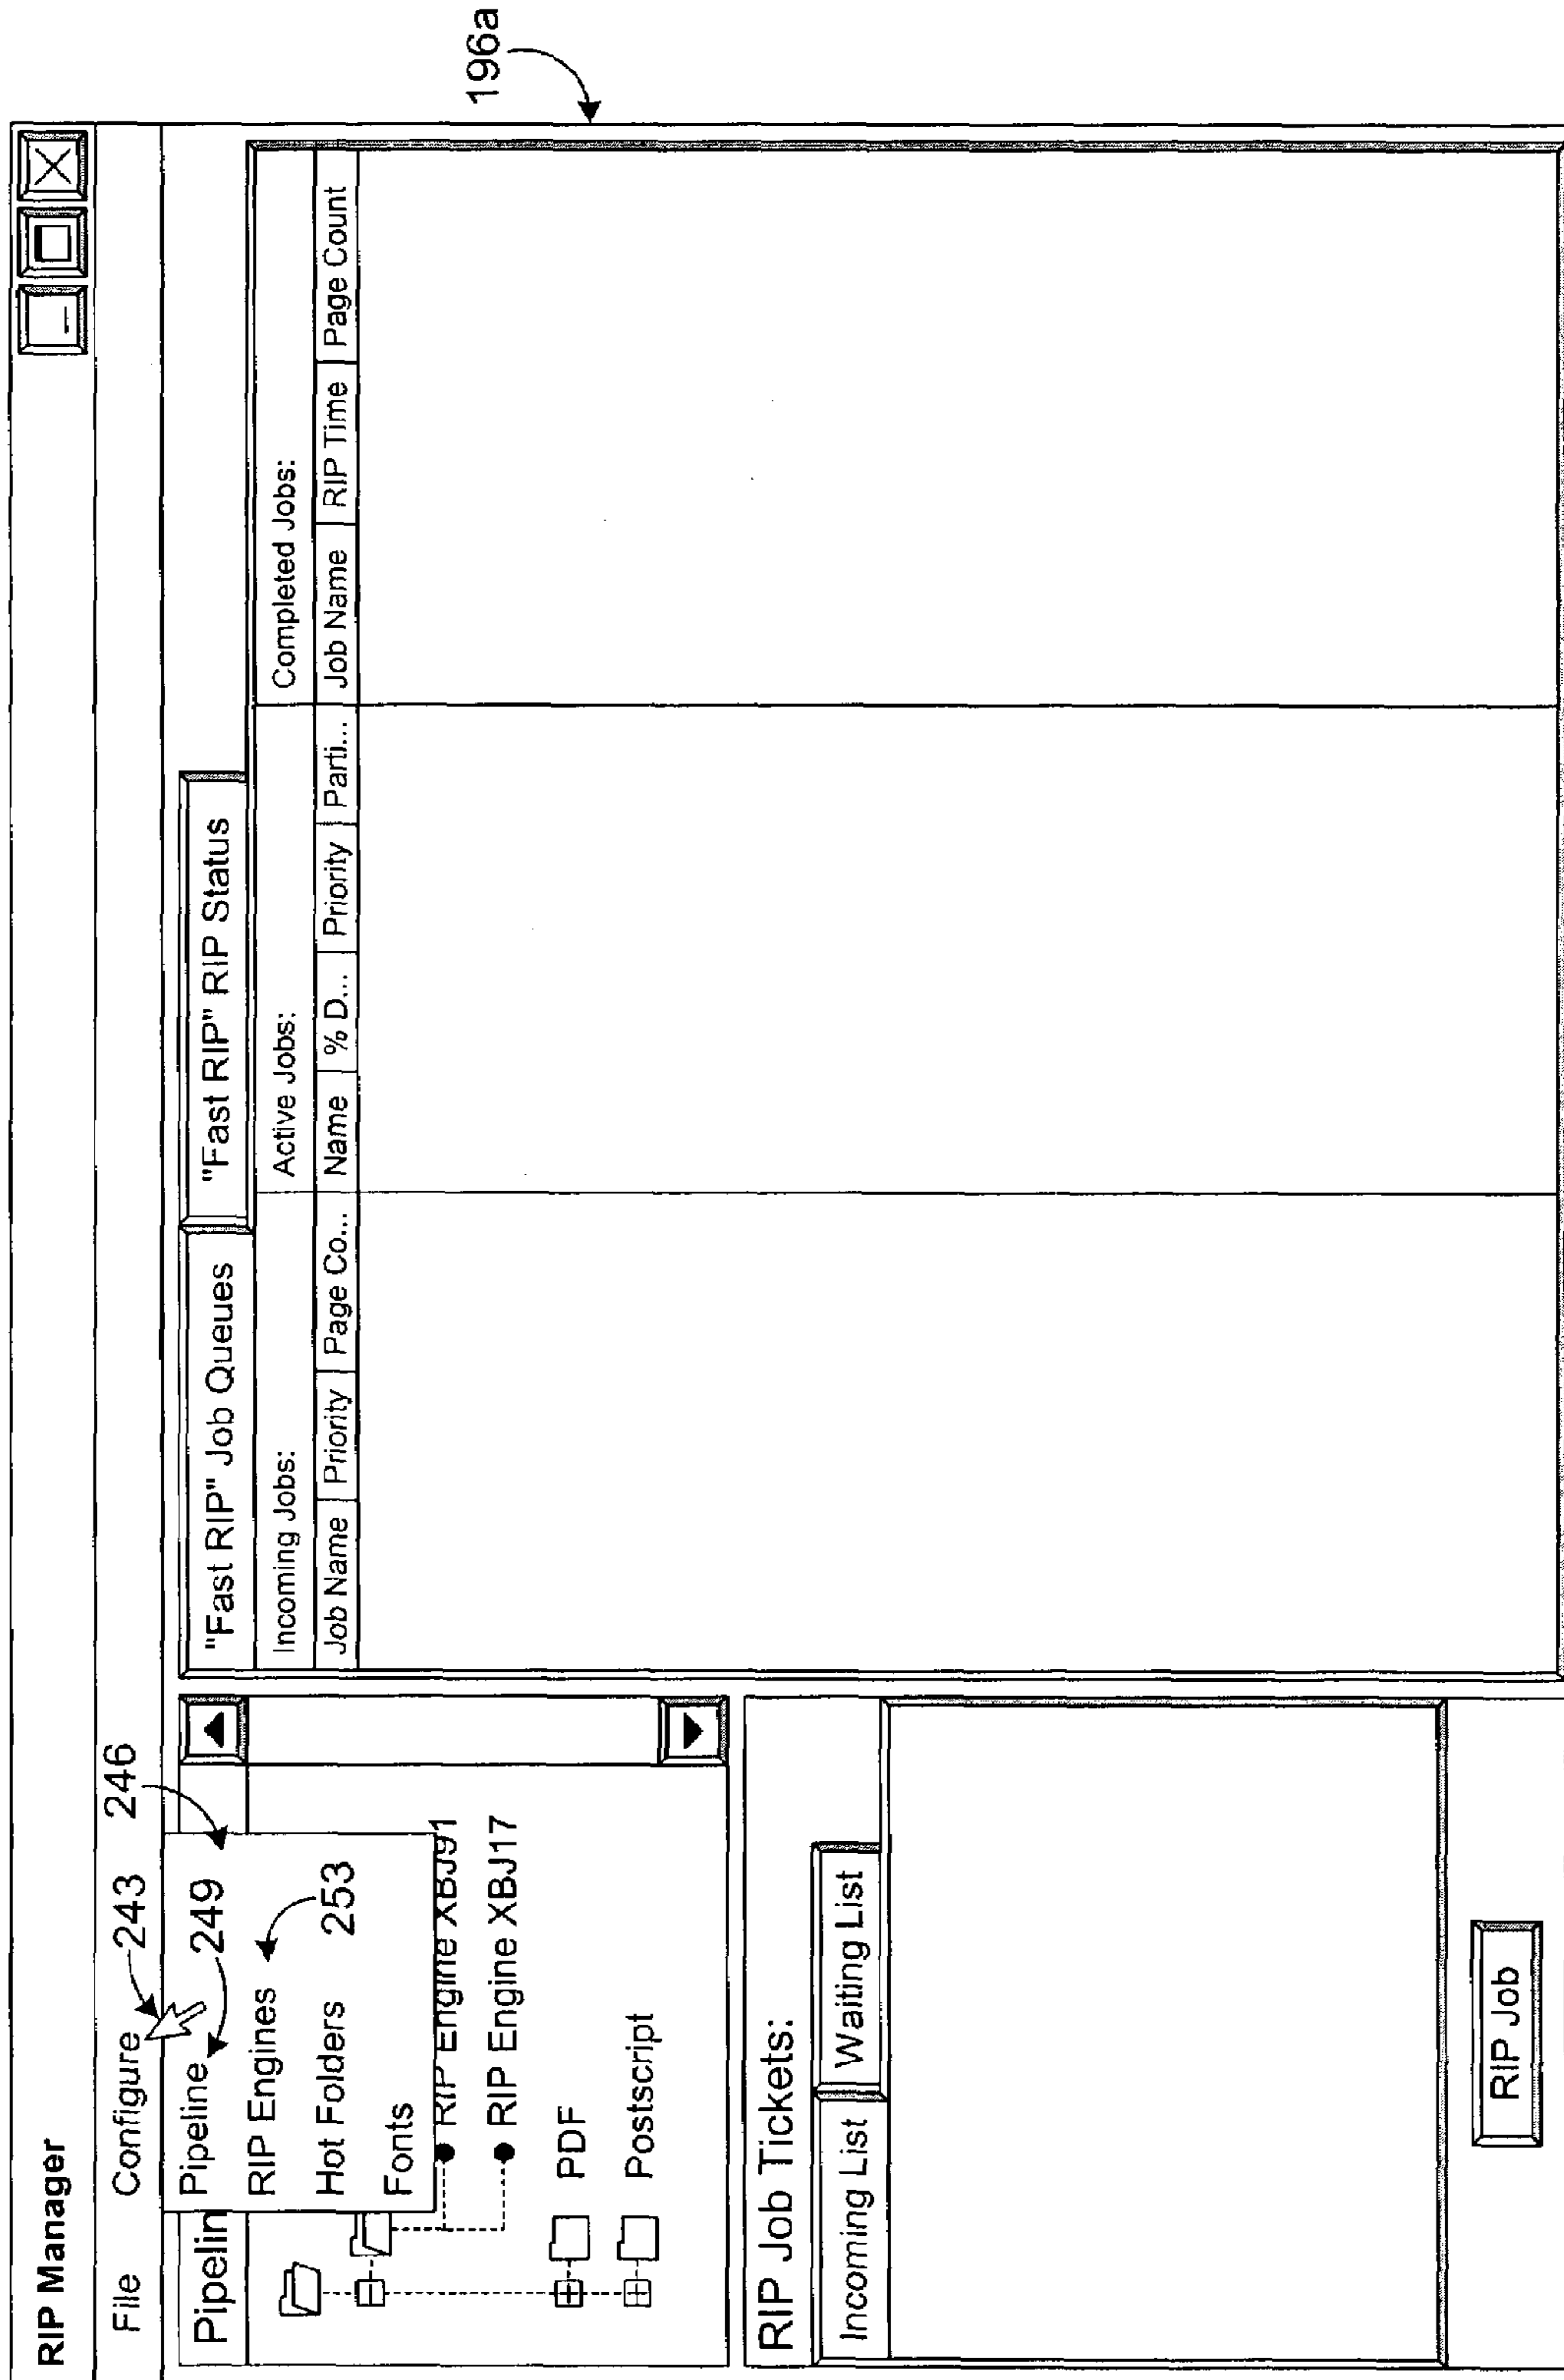 RIP Manager
File Configure 243 246
Pipelin
Pipeline 249
RIP Engines
Hot Folders 253
Fonts
RIP Engine XBJ91
RIP Engine XBJ17
PDF
Postscript
RIP Job Tickets:
Incoming List Waiting List
RIP Job
"Fast RIP" Job Queues "Fast RIP" RIP Status
Incoming Jobs: Active Jobs: Completed Jobs:
Job Name Priority Page Co... Name % D... Priority Parti... Job Name RIP Time Page Count
196a